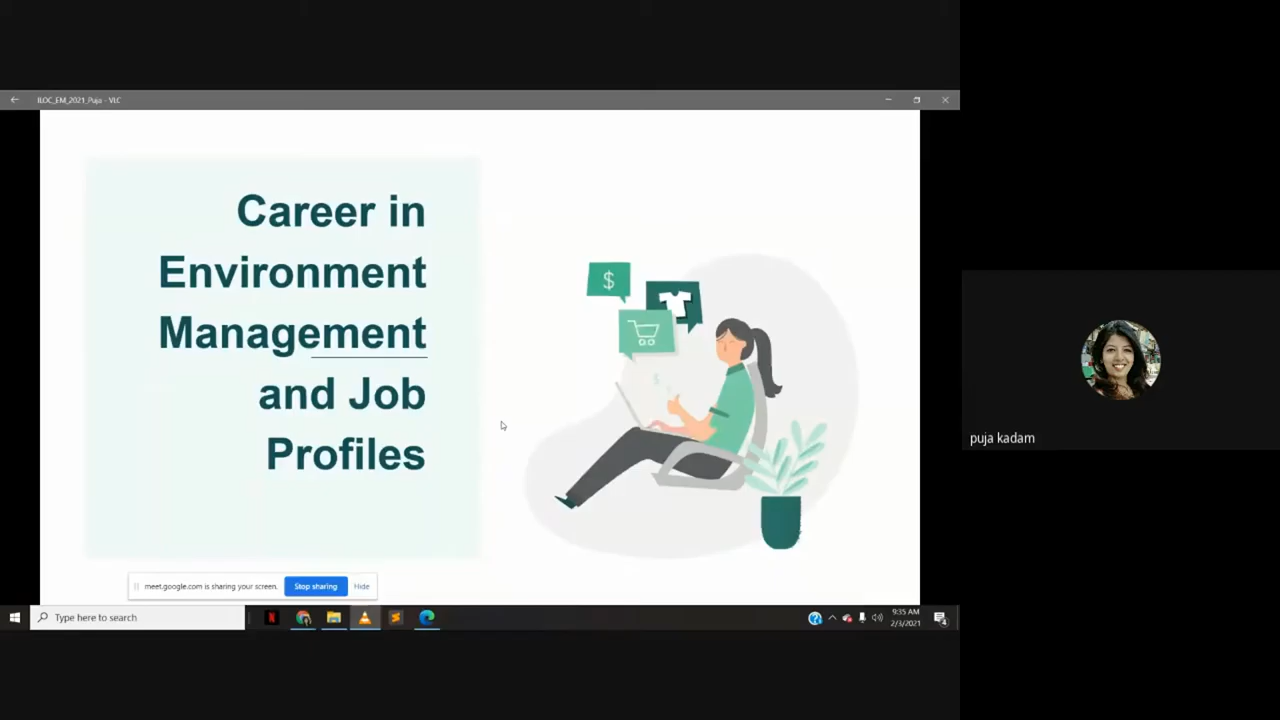 ILOC_EM_2021_Puja - VLC
Career in
Environment
Management
and Job
Profiles
$
puja kadam
meet.google.com is sharing your screen.
Stop sharing
Hide
Type here to search
9:35 AM
2/3/2021
4